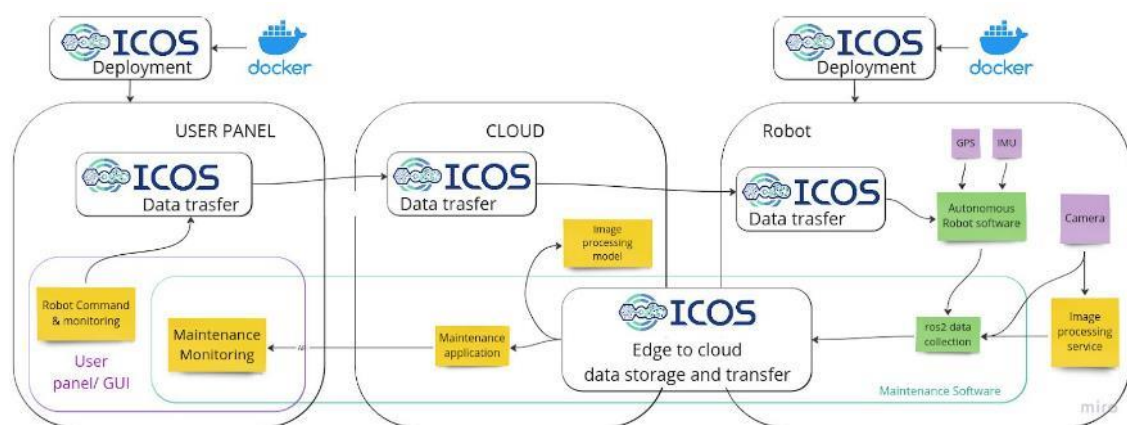 ICOS
Deployment
docker
ICOS
Deployment
docker
USER PANEL
CLOUD
Robot
ICOS
Data trasfer
ICOS
Data trasfer
ICOS
Data trasfer
GPS
IMU
Autonomous
Robot software
Camera
Image
processing
model
Robot Command
& monitoring
Maintenance
Monitoring
User
panel/ GUI
Maintenance
application
ICOS
Edge to cloud
data storage and transfer
ros2 data
collection
Image
processing
service
Maintenance Software
miro